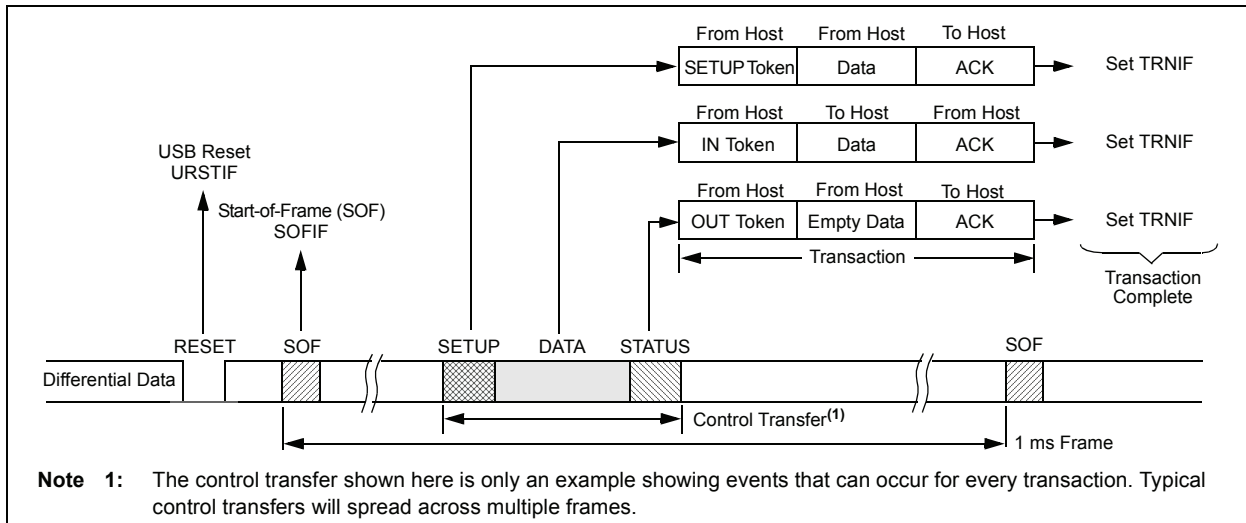 From Host From Host To Host
SETUP Token Data ACK Set TRNIF
From Host To Host From Host
IN Token Data ACK Set TRNIF
USB Reset
URSTIF
From Host From Host To Host
Start-of-Frame (SOF)
SOFIF
OUT Token Empty Data ACK Set TRNIF
Transaction
Transaction
Complete
RESET SOF SETUP DATA STATUS SOF
Differential Data
Control Transfer(1)
1 ms Frame
Note 1: The control transfer shown here is only an example showing events that can occur for every transaction. Typical
control transfers will spread across multiple frames.